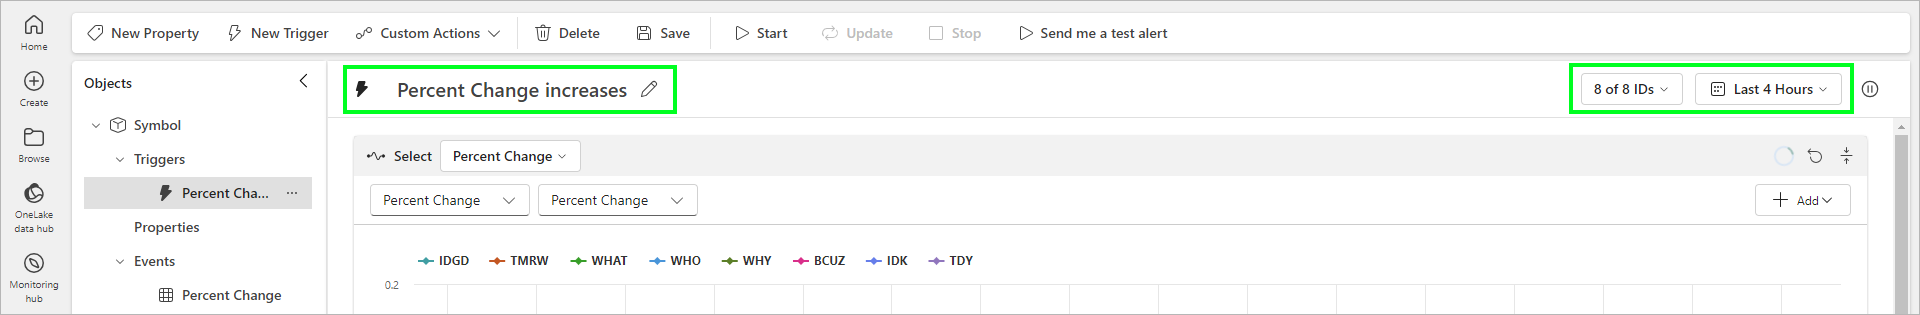 New Property
New Trigger
Custom Actions
Delete
Save
Start
Update
Stop
Send me a test alert
Home
Create
Browse
OneLake
data hub
Monitoring
hub
Objects
Symbol
Triggers
Percent Cha... ...
Properties
Events
Percent Change
Percent Change increases
8 of 8 IDs
Last 4 Hours
Select
Percent Change
Percent Change
Percent Change
Add
IDGD
TMRW
WHAT
WHO
WHY
BCUZ
IDK
TDY
0.2